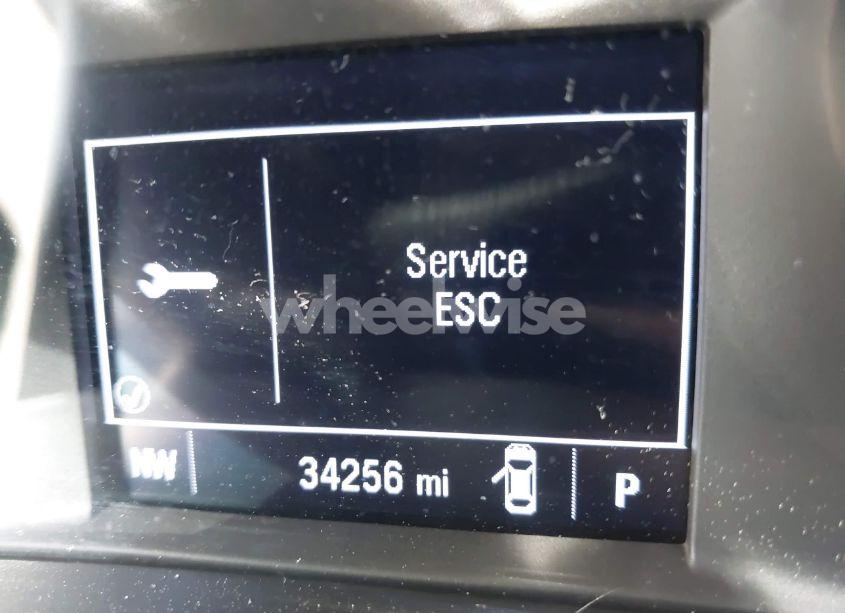 Service
ESC
wheelwise
NW
34256 mi
P